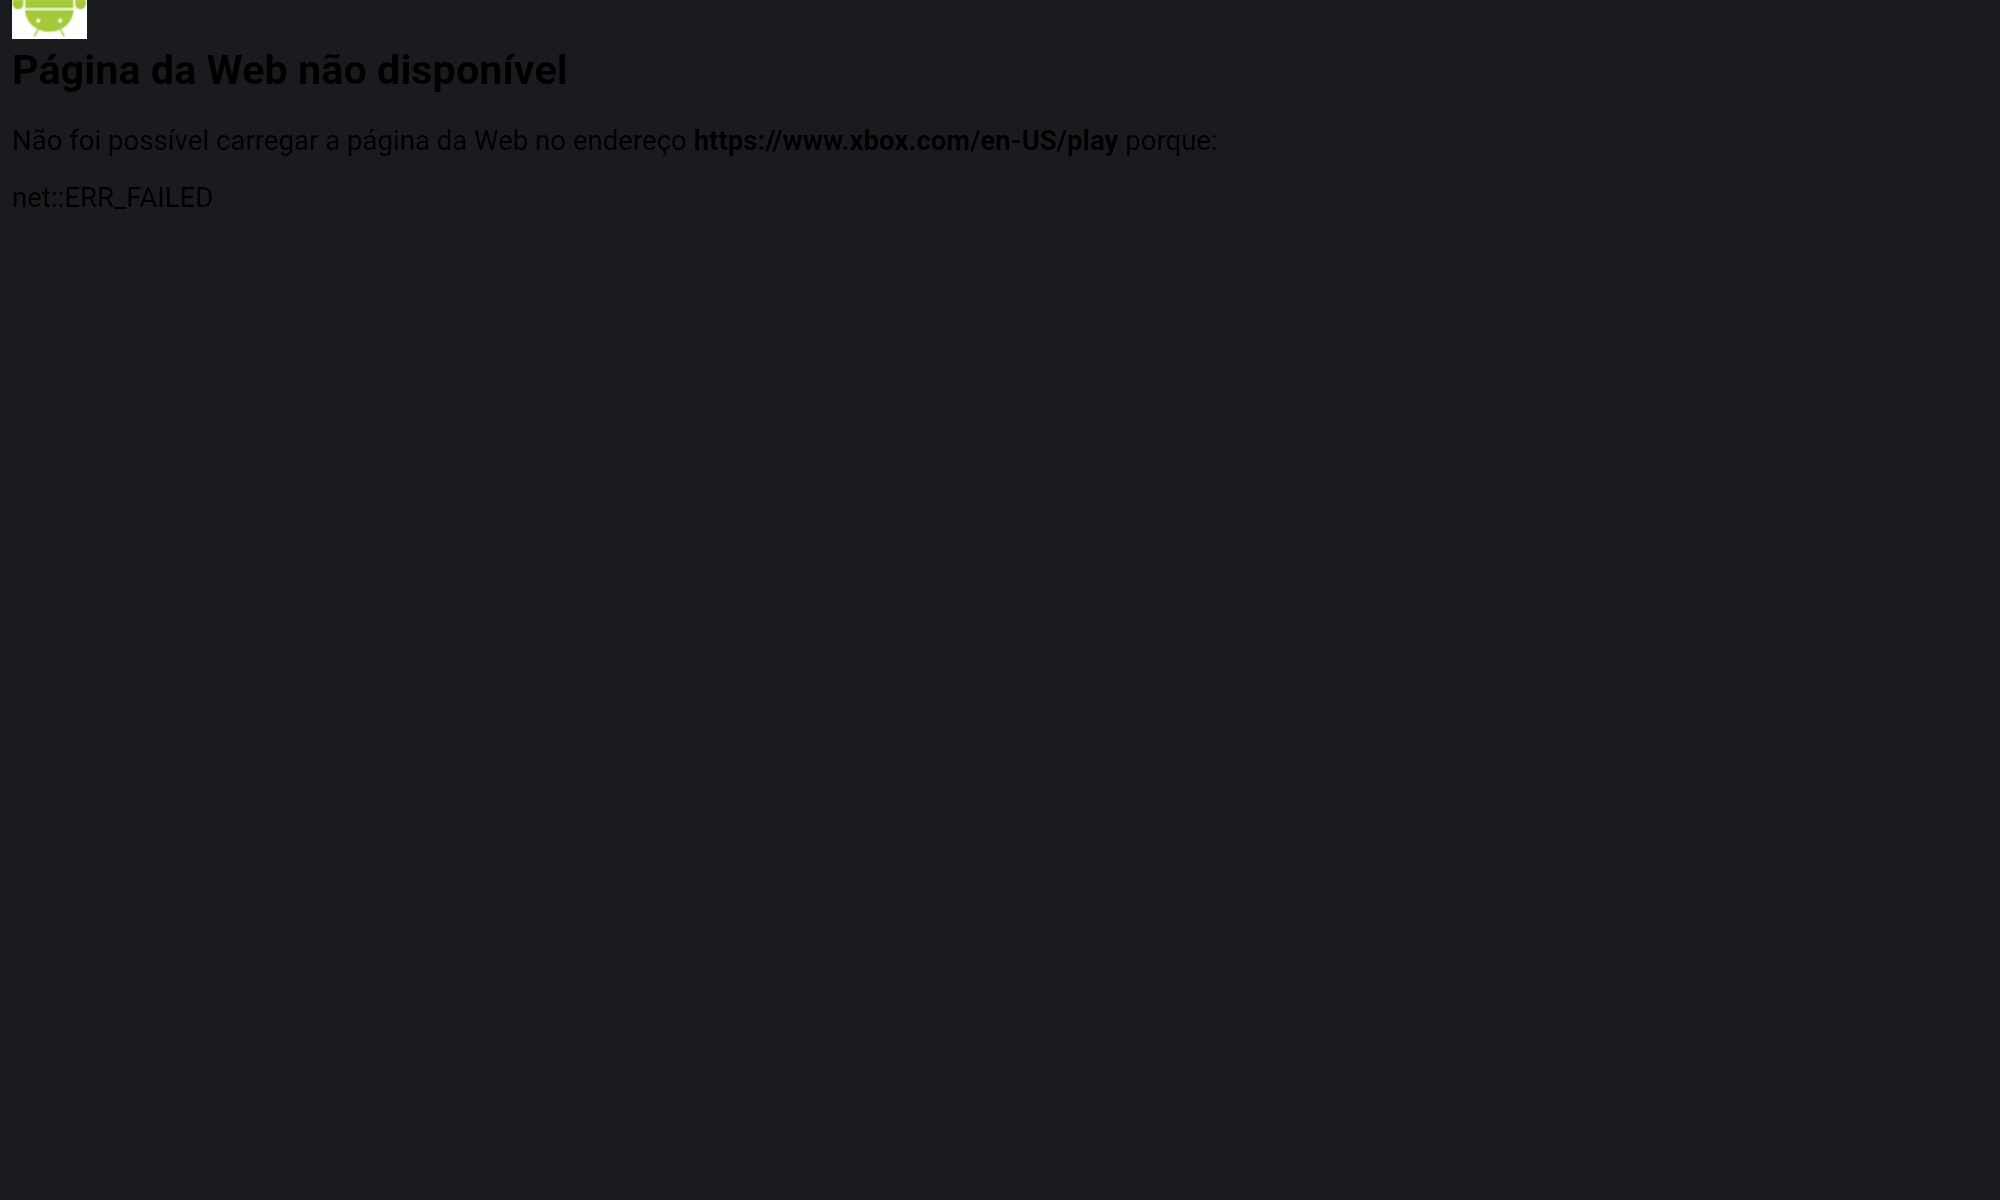 Página da Web não disponível
Não foi possível carregar a página da Web no endereço https://www.xbox.com/en-US/play porque:
net::ERR_FAILED